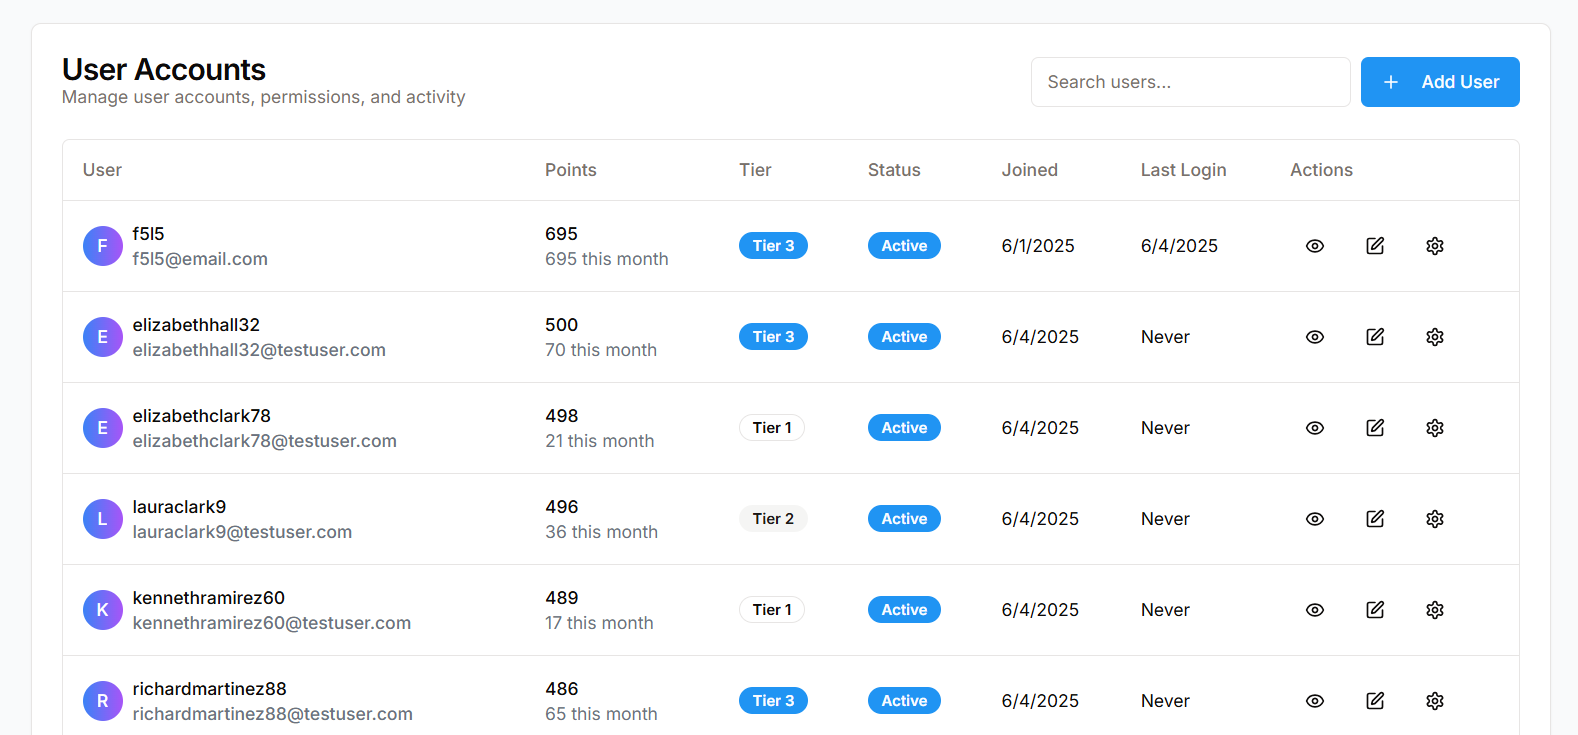 User Accounts
Manage user accounts, permissions, and activity
Search users...
+ Add User
User Points Tier Status Joined Last Login Actions
F
f5l5
f5l5@email.com
695
695 this month
Tier 3
Active
6/1/2025
6/4/2025
E
elizabethhall32
elizabethhall32@testuser.com
500
70 this month
Tier 3
Active
6/4/2025
Never
E
elizabethclark78
elizabethclark78@testuser.com
498
21 this month
Tier 1
Active
6/4/2025
Never
L
lauraclark9
lauraclark9@testuser.com
496
36 this month
Tier 2
Active
6/4/2025
Never
K
kennethramirez60
kennethramirez60@testuser.com
489
17 this month
Tier 1
Active
6/4/2025
Never
R
richardmartinez88
richardmartinez88@testuser.com
486
65 this month
Tier 3
Active
6/4/2025
Never